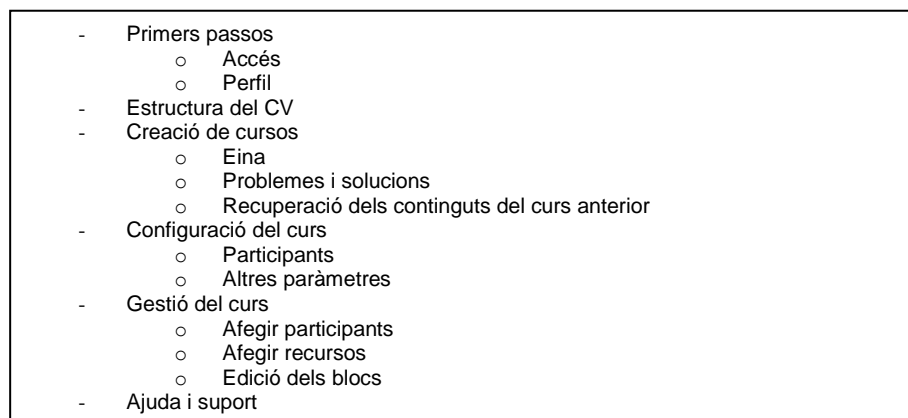 - Primers passos
o Accés
o Perfil
- Estructura del CV
- Creació de cursos
o Eina
o Problemes i solucions
o Recuperació dels continguts del curs anterior
- Configuració del curs
o Participants
o Altres paràmetres
- Gestió del curs
o Afegir participants
o Afegir recursos
o Edició dels blocs
- Ajuda i suport